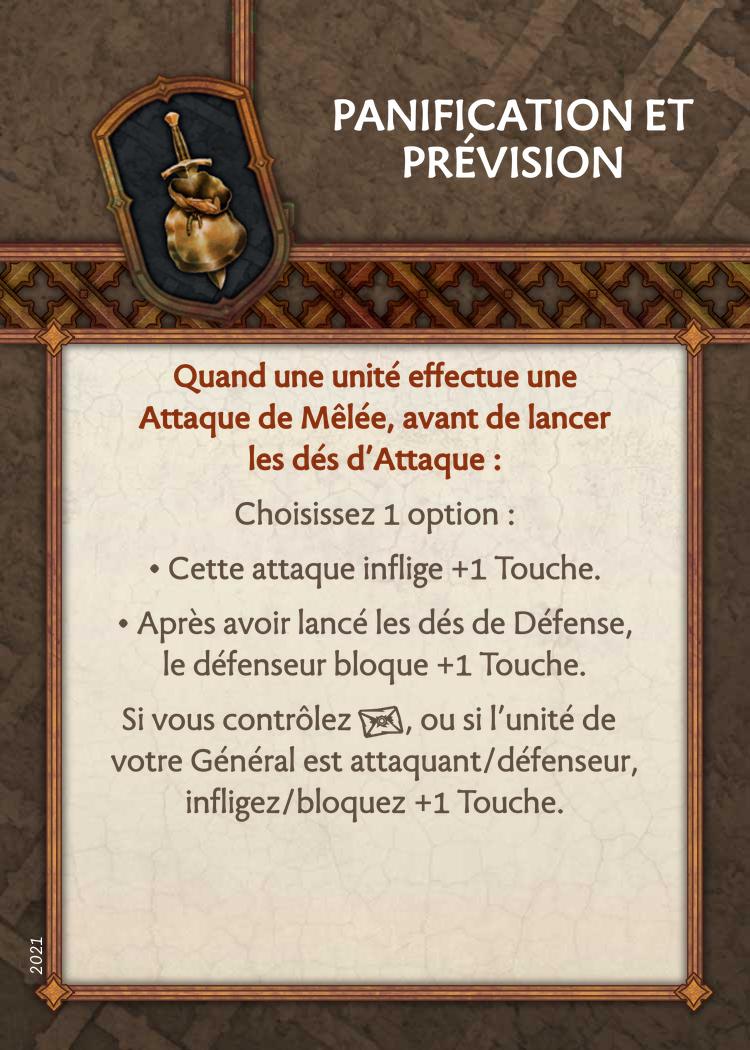 PANIFICATION ET
PRÉVISION
Quand une unité effectue une
Attaque de Mêlée, avant de lancer
les dés d'Attaque :
Choisissez 1 option :
• Cette attaque inflige +1 Touche.
• Après avoir lancé les dés de Défense,
le défenseur bloque +1 Touche.
Si vous contrôlez , ou si l'unité de
votre Général est attaquant/défenseur,
infligez/bloquez +1 Touche.
2021